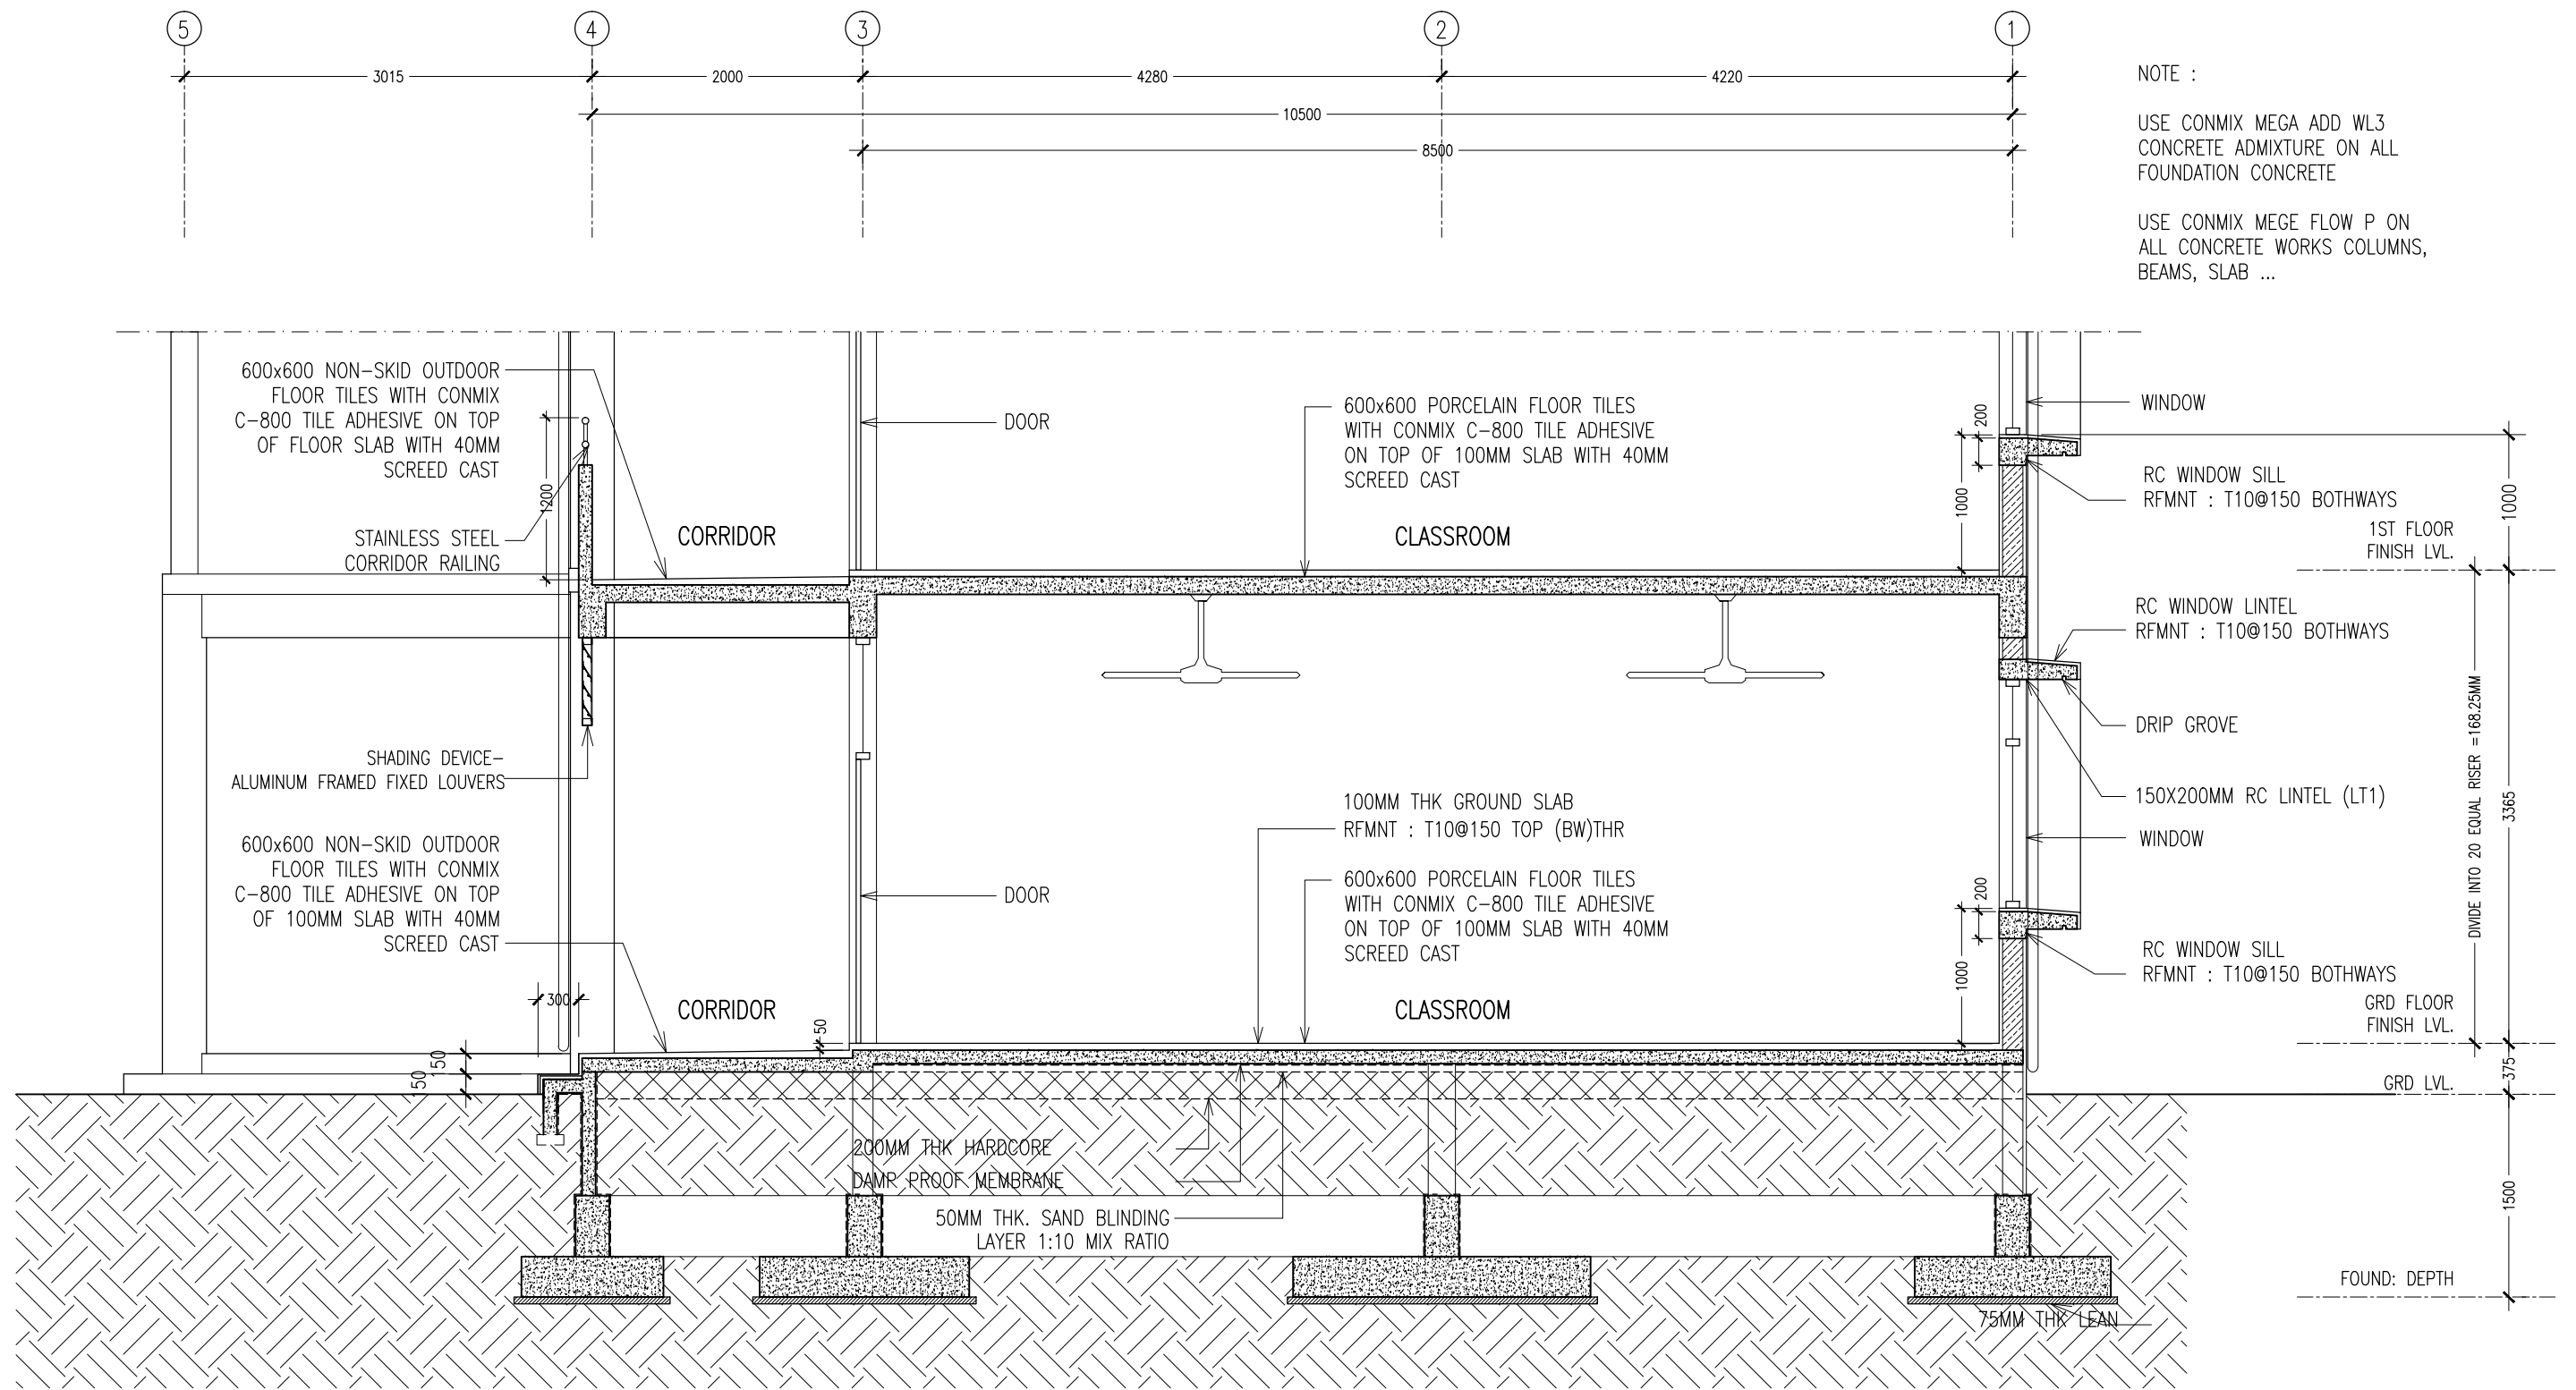 5
4
3
2
1
3015
2000
4280
4220
10500
8500
NOTE :
USE CONMIX MEGA ADD WL3
CONCRETE ADMIXTURE ON ALL
FOUNDATION CONCRETE
USE CONMIX MEGE FLOW P ON
ALL CONCRETE WORKS COLUMNS,
BEAMS, SLAB ...
600x600 NON-SKID OUTDOOR
FLOOR TILES WITH CONMIX
C-800 TILE ADHESIVE ON TOP
OF FLOOR SLAB WITH 40MM
SCREED CAST
1200
STAINLESS STEEL
CORRIDOR RAILING
CORRIDOR
DOOR
600x600 PORCELAIN FLOOR TILES
WITH CONMIX C-800 TILE ADHESIVE
ON TOP OF 100MM SLAB WITH 40MM
SCREED CAST
CLASSROOM
200
1000
WINDOW
RC WINDOW SILL
RFMNT : T10@150 BOTHWAYS
1000
1ST FLOOR
FINISH LVL.
RC WINDOW LINTEL
RFMNT : T10@150 BOTHWAYS
DRIP GROVE
150X200MM RC LINTEL (LT1)
WINDOW
DIVIDE INTO 20 EQUAL RISER =168.25MM
3365
SHADING DEVICE-
ALUMINUM FRAMED FIXED LOUVERS
600x600 NON-SKID OUTDOOR
FLOOR TILES WITH CONMIX
C-800 TILE ADHESIVE ON TOP
OF 100MM SLAB WITH 40MM
SCREED CAST
300
150
150
CORRIDOR
50
DOOR
100MM THK GROUND SLAB
RFMNT : T10@150 TOP (BW)THR
600x600 PORCELAIN FLOOR TILES
WITH CONMIX C-800 TILE ADHESIVE
ON TOP OF 100MM SLAB WITH 40MM
SCREED CAST
CLASSROOM
200
1000
RC WINDOW SILL
RFMNT : T10@150 BOTHWAYS
GRD FLOOR
FINISH LVL.
375
GRD LVL.
1500
200MM THK HARDCORE
DAMP PROOF MEMBRANE
50MM THK. SAND BLINDING
LAYER 1:10 MIX RATIO
FOUND: DEPTH
75MM THK LEAN